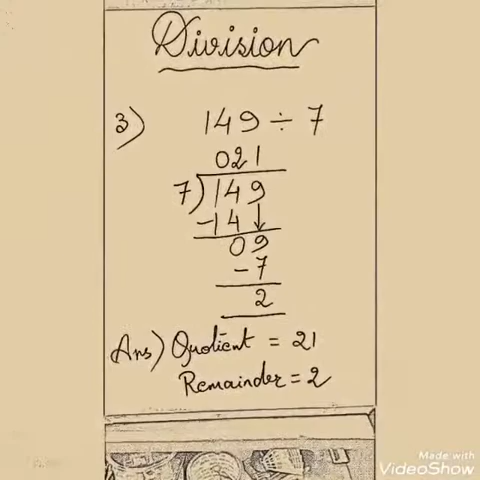 Division
3) 149 ÷ 7
021
7)149
-14↓
09
-7
2
Ans) Quotient = 21
Remainder = 2
Made with
VideoShow